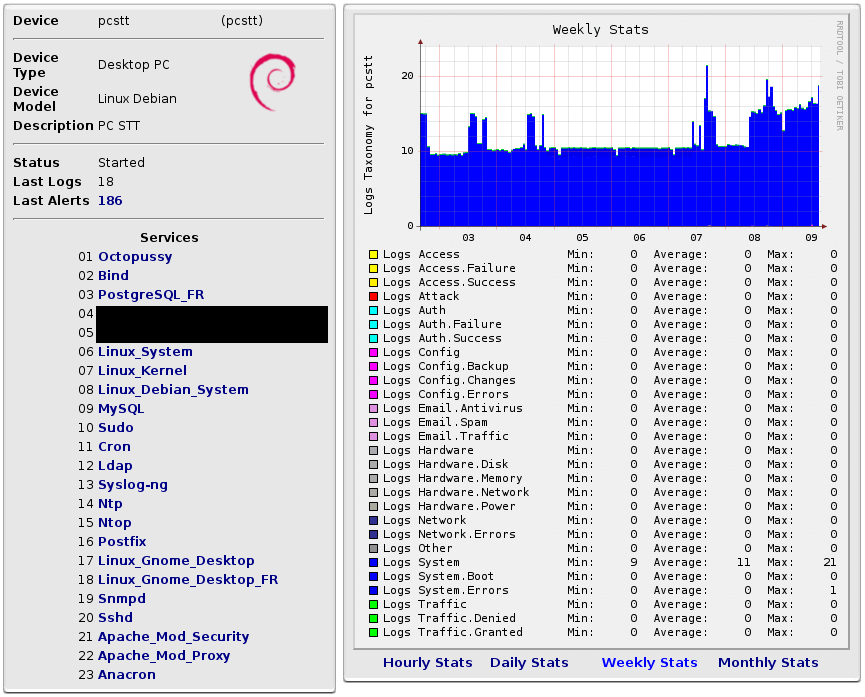 Device pcstt (pcstt)
Device Type Desktop PC
Device Model Linux Debian
Description PC STT
Status Started
Last Logs 18
Last Alerts 186
Services
01 Octopussy
02 Bind
03 PostgreSQL_FR
04
05
06 Linux_System
07 Linux_Kernel
08 Linux_Debian_System
09 MySQL
10 Sudo
11 Cron
12 Ldap
13 Syslog-ng
14 Ntp
15 Ntop
16 Postfix
17 Linux_Gnome_Desktop
18 Linux_Gnome_Desktop_FR
19 Snmpd
20 Sshd
21 Apache_Mod_Security
22 Apache_Mod_Proxy
23 Anacron
Weekly Stats
RRDTOOL / TOBI OETIKER
Logs Taxonomy for pcstt
20
10
0
03 04 05 06 07 08 09
Logs Access Min: 0 Average: 0 Max: 0
Logs Access.Failure Min: 0 Average: 0 Max: 0
Logs Access.Success Min: 0 Average: 0 Max: 0
Logs Attack Min: 0 Average: 0 Max: 0
Logs Auth Min: 0 Average: 0 Max: 0
Logs Auth.Failure Min: 0 Average: 0 Max: 0
Logs Auth.Success Min: 0 Average: 0 Max: 0
Logs Config Min: 0 Average: 0 Max: 0
Logs Config.Backup Min: 0 Average: 0 Max: 0
Logs Config.Changes Min: 0 Average: 0 Max: 0
Logs Config.Errors Min: 0 Average: 0 Max: 0
Logs Email.Antivirus Min: 0 Average: 0 Max: 0
Logs Email.Spam Min: 0 Average: 0 Max: 0
Logs Email.Traffic Min: 0 Average: 0 Max: 0
Logs Hardware Min: 0 Average: 0 Max: 0
Logs Hardware.Disk Min: 0 Average: 0 Max: 0
Logs Hardware.Memory Min: 0 Average: 0 Max: 0
Logs Hardware.Network Min: 0 Average: 0 Max: 0
Logs Hardware.Power Min: 0 Average: 0 Max: 0
Logs Network Min: 0 Average: 0 Max: 0
Logs Network.Errors Min: 0 Average: 0 Max: 0
Logs Other Min: 0 Average: 0 Max: 0
Logs System Min: 9 Average: 11 Max: 21
Logs System.Boot Min: 0 Average: 0 Max: 0
Logs System.Errors Min: 0 Average: 0 Max: 1
Logs Traffic Min: 0 Average: 0 Max: 0
Logs Traffic.Denied Min: 0 Average: 0 Max: 0
Logs Traffic.Granted Min: 0 Average: 0 Max: 0
Hourly Stats Daily Stats Weekly Stats Monthly Stats